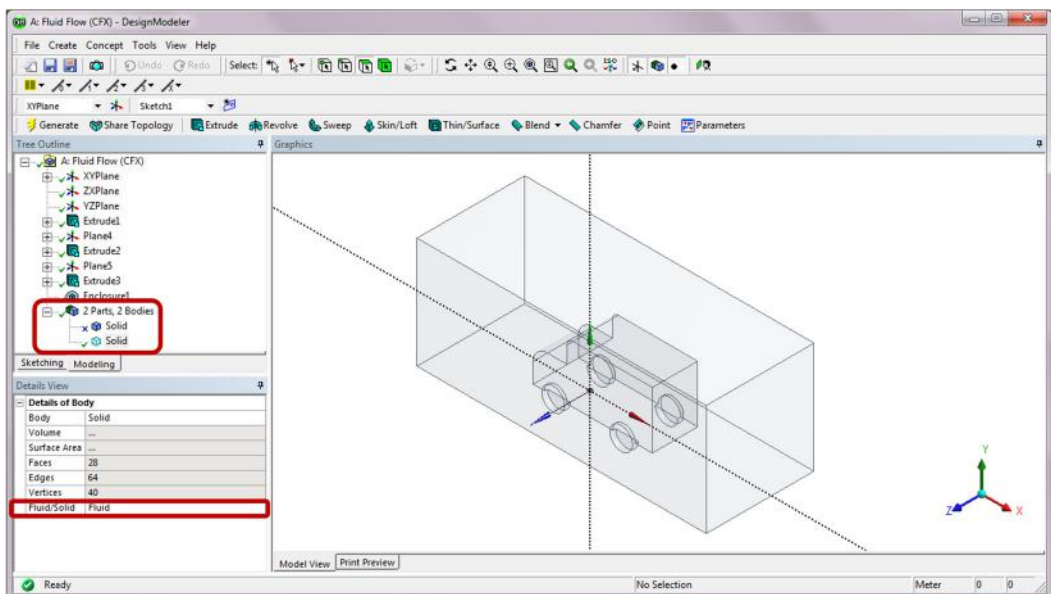 A: Fluid Flow (CFX) - DesignModeler
File Create Concept Tools View Help
Undo Redo Select:
XYPlane Sketch1
Generate Share Topology Extrude Revolve Sweep Skin/Loft Thin/Surface Blend Chamfer Point Parameters
Tree Outline
A: Fluid Flow (CFX)
XYPlane
ZXPlane
YZPlane
Extrude1
Plane4
Extrude2
Plane5
Extrude3
Enclosure1
2 Parts, 2 Bodies
Solid
Solid
Sketching Modeling
Details View
Details of Body
Body Solid
Volume ...
Surface Area ...
Faces 28
Edges 64
Vertices 40
Fluid/Solid Fluid
Graphics
Y
Z
X
Model View Print Preview
Ready No Selection Meter 0 0